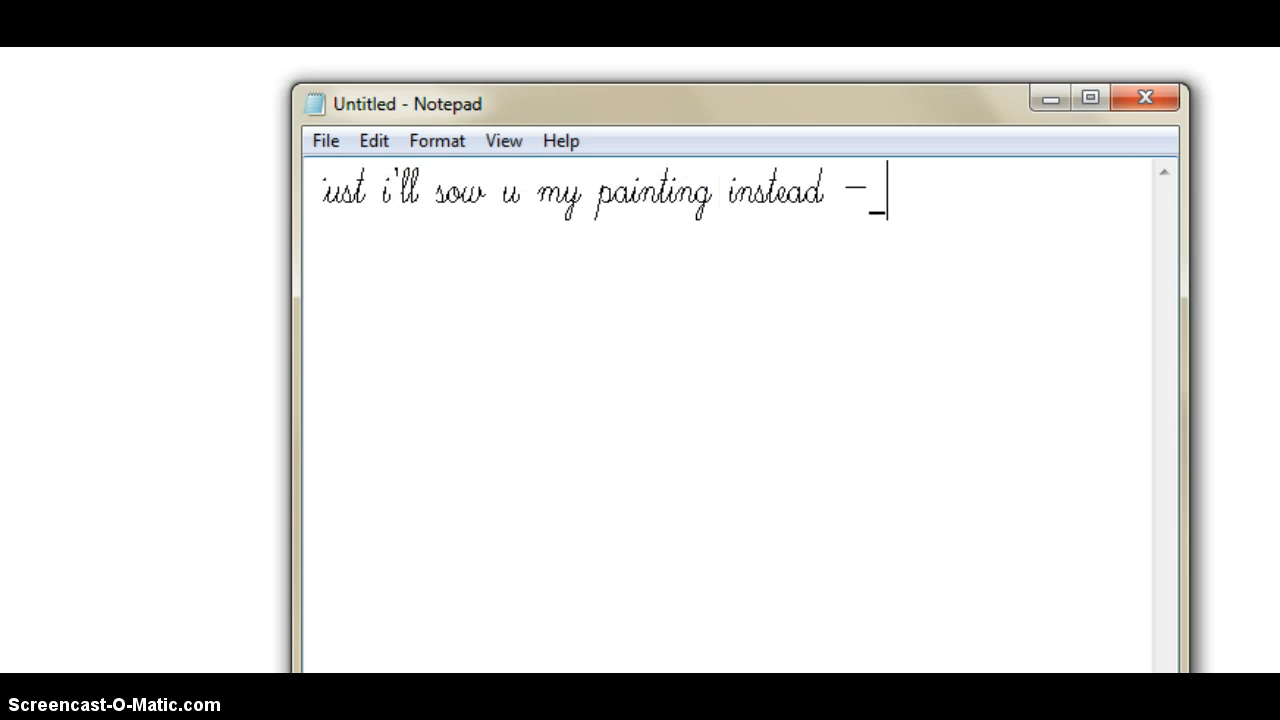 Untitled - Notepad
File Edit Format View Help
iust i'll sow u my painting instead -_
Screencast-O-Matic.com